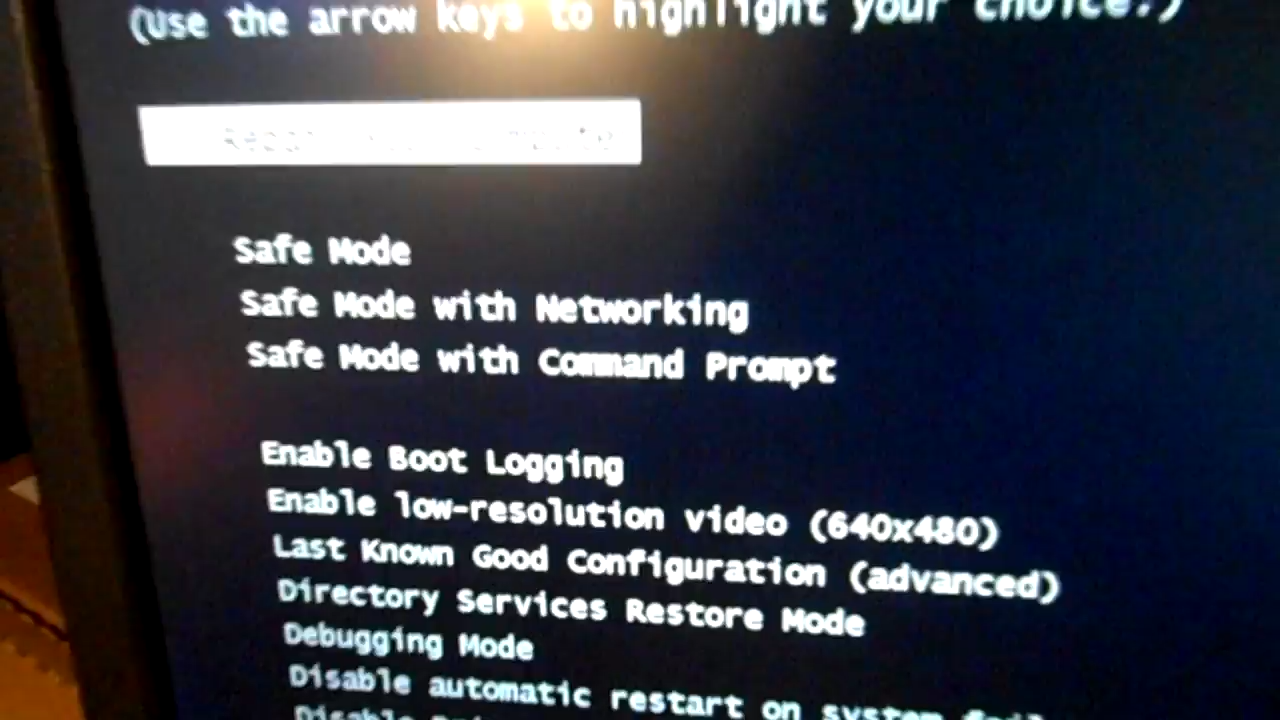 (Use the arrow keys to highlight your choice.)
Safe Mode
Safe Mode with Networking
Safe Mode with Command Prompt
Enable Boot Logging
Enable low-resolution video (640x480)
Last Known Good Configuration (advanced)
Directory Services Restore Mode
Debugging Mode
Disable automatic restart on system
Disable